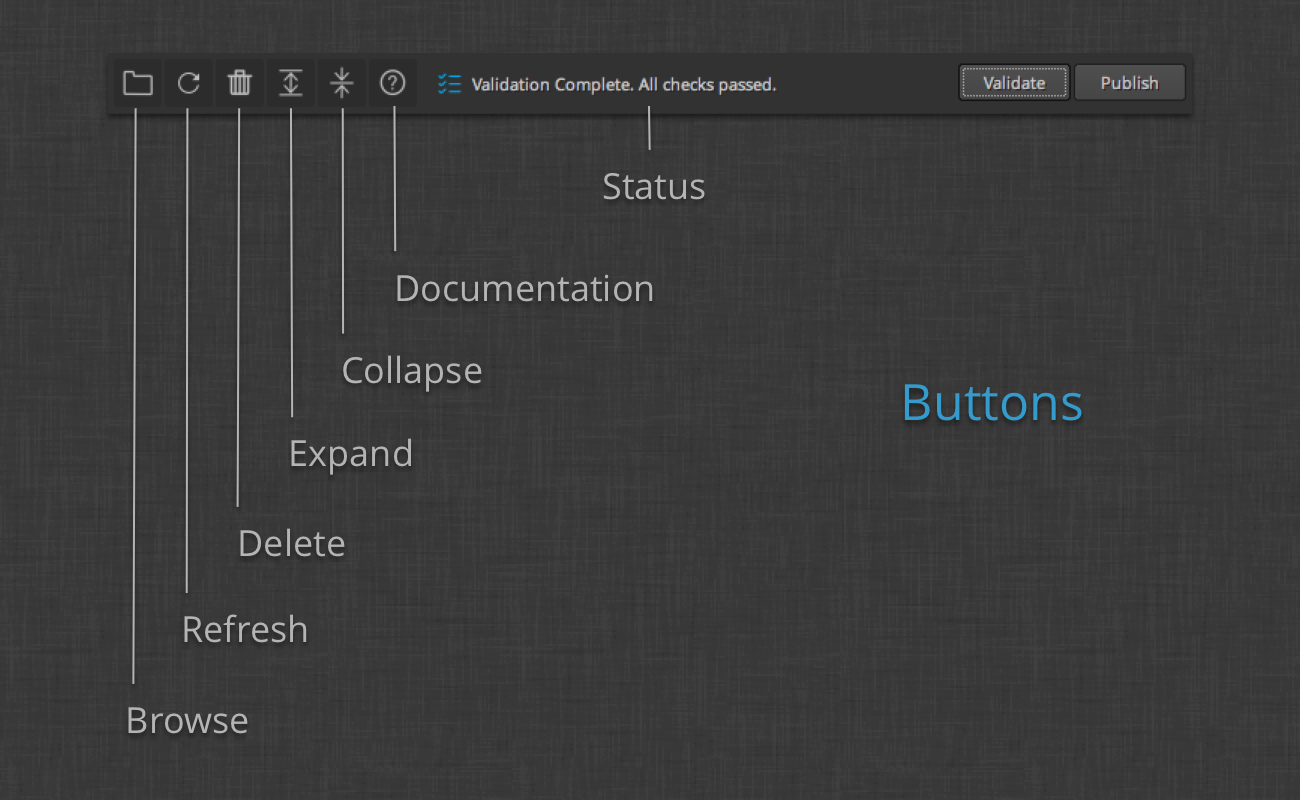 Validation Complete. All checks passed.
Validate
Publish
Status
Documentation
Collapse
Buttons
Expand
Delete
Refresh
Browse